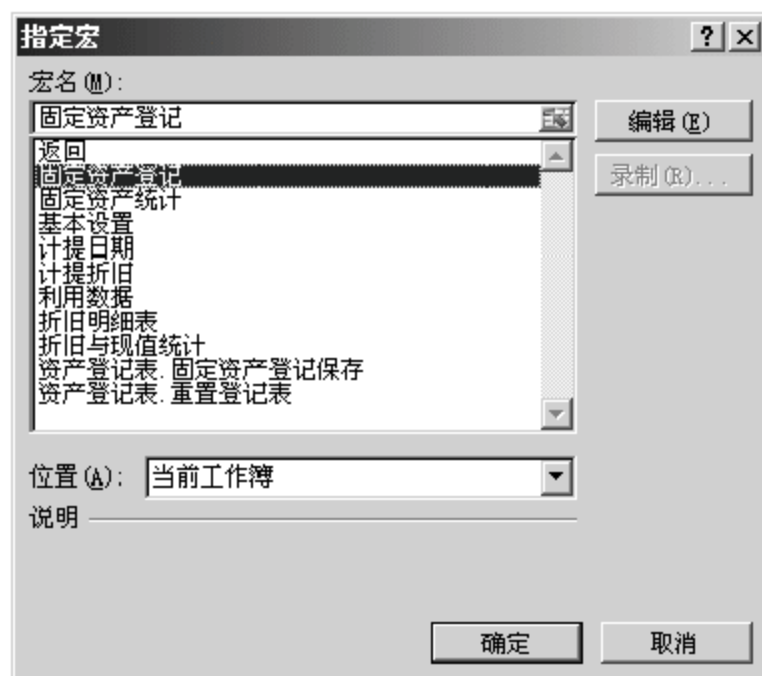 指定宏
宏名(M):
固定资产登记
编辑(E)
返回
固定资产登记
录制(R)...
固定资产统计
基本设置
计提日期
计提折旧
利用数据
折旧明细表
折旧与现值统计
资产登记表.固定资产登记保存
资产登记表.重置登记表
位置(A): 当前工作簿
说明
确定 取消